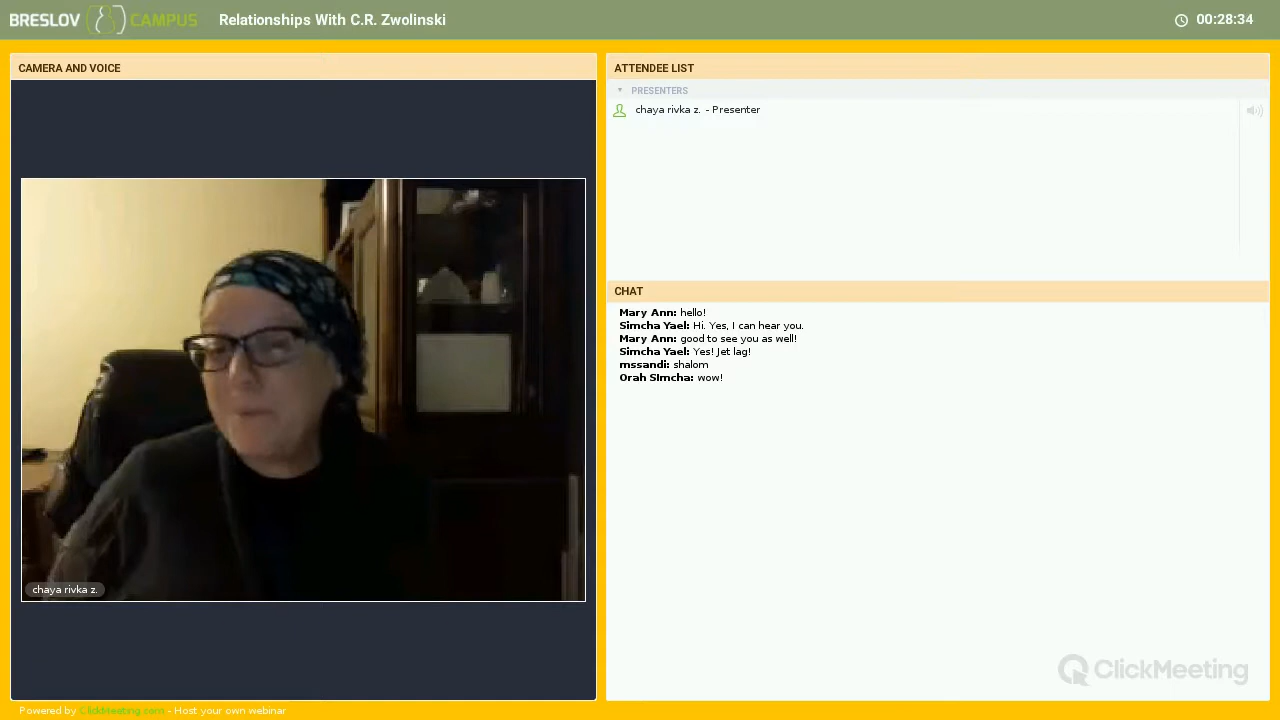 BRESLOV CAMPUS Relationships With C.R. Zwolinski 00:28:34
CAMERA AND VOICE
chaya rivka z.
Powered by ClickMeeting.com - Host your own webinar
ATTENDEE LIST
PRESENTERS
chaya rivka z. - Presenter
CHAT
Mary Ann: hello!
Simcha Yael: Hi. Yes, I can hear you.
Mary Ann: good to see you as well!
Simcha Yael: Yes! Jet lag!
mssandi: shalom
Orah SImcha: wow!
ClickMeeting